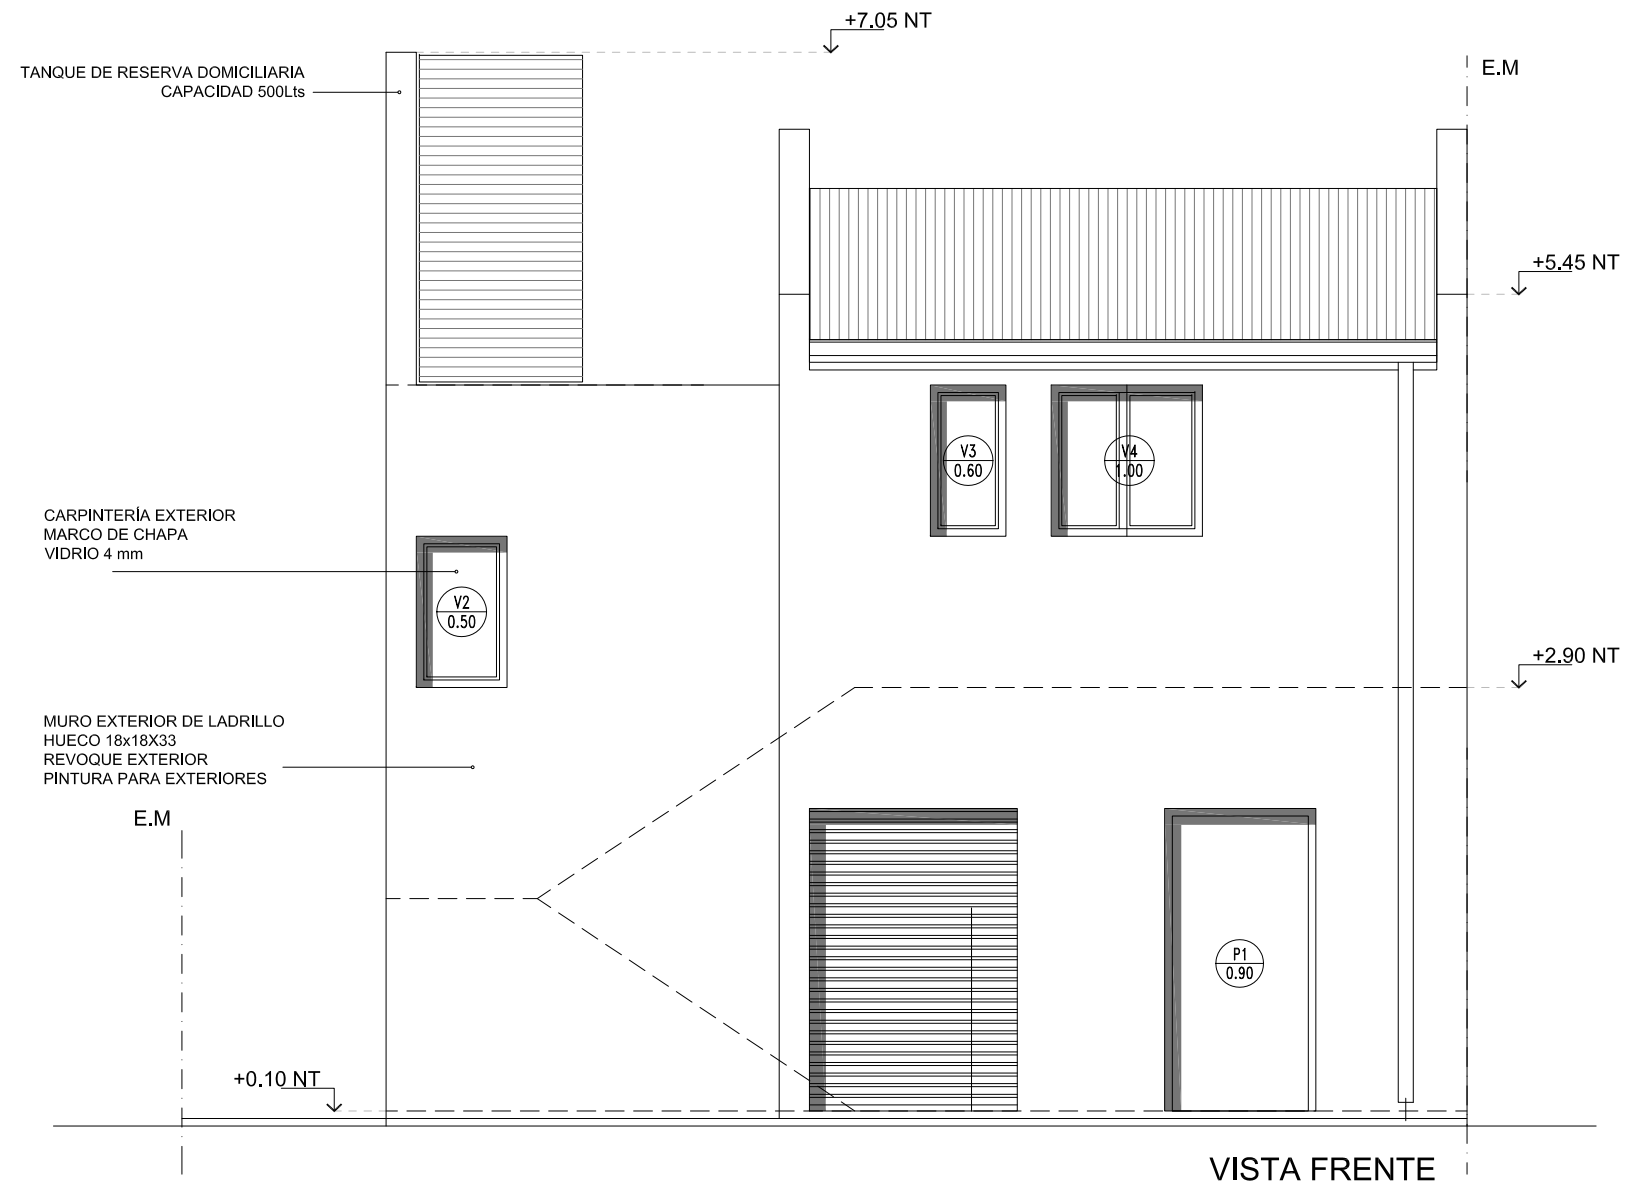 +7.05 NT
E.M
TANQUE DE RESERVA DOMICILIARIA
CAPACIDAD 500Lts
+5.45 NT
V3
0.60
V4
1.00
CARPINTERÍA EXTERIOR
MARCO DE CHAPA
VIDRIO 4 mm
V2
0.50
+2.90 NT
MURO EXTERIOR DE LADRILLO
HUECO 18x18X33
REVOQUE EXTERIOR
PINTURA PARA EXTERIORES
E.M
P1
0.90
+0.10 NT
VISTA FRENTE